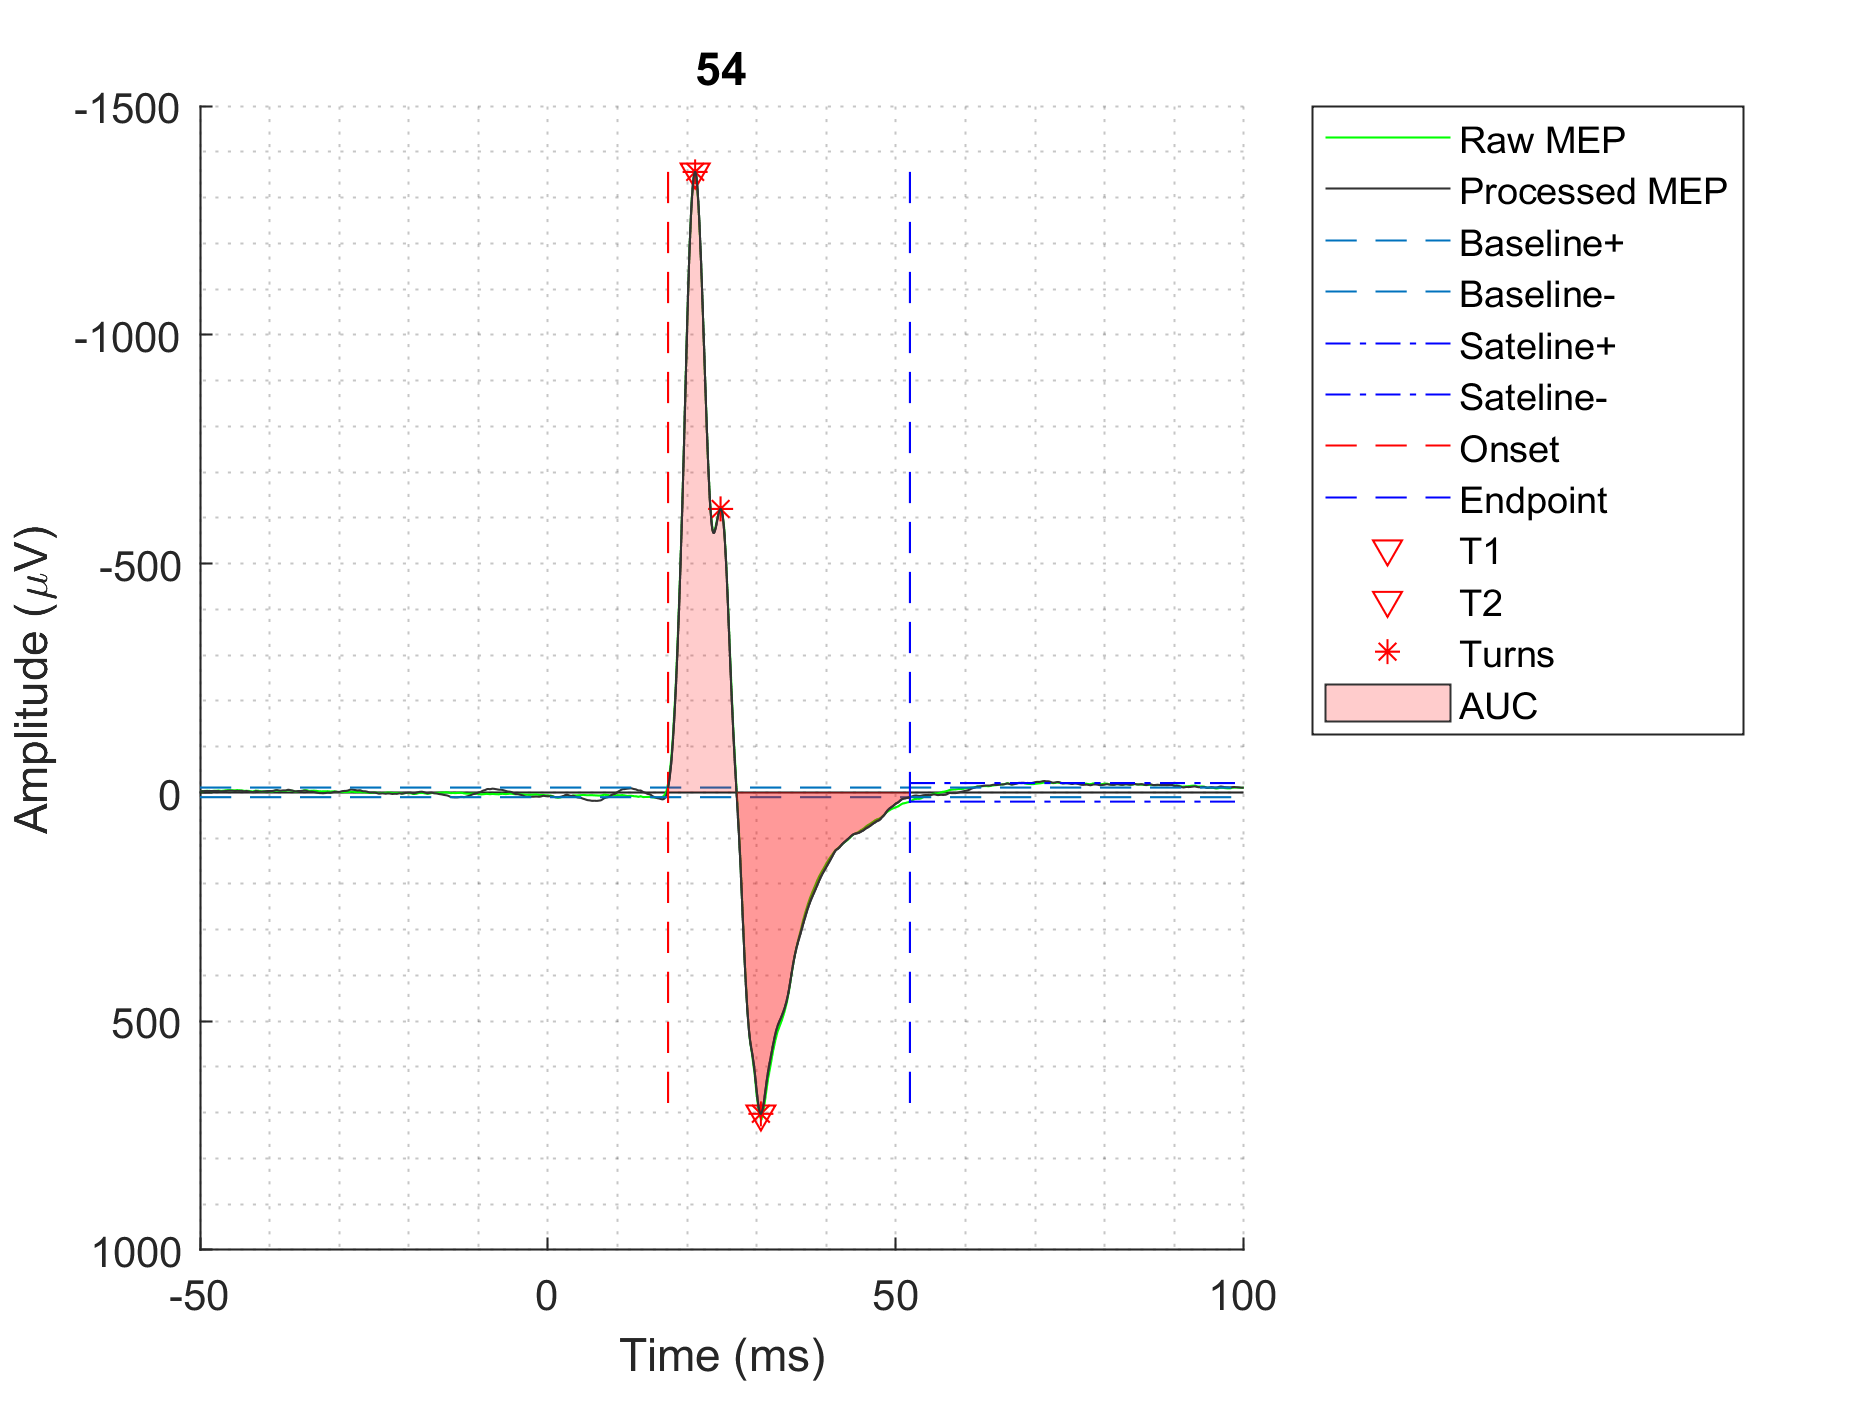 54
-1500
-1000
-500
0
500
1000
Amplitude (μV)
-50
0
50
100
Time (ms)
Raw MEP
Processed MEP
Baseline+
Baseline-
Sateline+
Sateline-
Onset
Endpoint
T1
T2
Turns
AUC